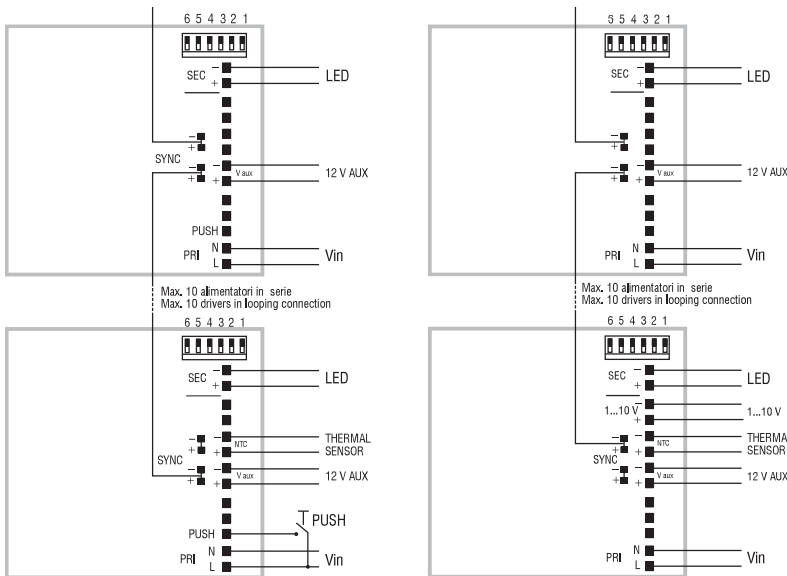 6 5 4 3 2 1
SEC
-
+
LED
-
+
SYNC
-
+
-
+
V aux
12 V AUX
PUSH
PRI
N
L
Vin
Max. 10 alimentatori in serie
Max. 10 drivers in looping connection
6 5 4 3 2 1
SEC
-
+
LED
-
+
SYNC
-
+
-
+
NTC
THERMAL
SENSOR
-
+
V aux
12 V AUX
PUSH
PUSH
PRI
N
L
Vin
6 5 4 3 2 1
SEC
-
+
LED
-
+
-
+
-
+
V aux
12 V AUX
PRI
N
L
Vin
Max. 10 alimentatori in serie
Max. 10 drivers in looping connection
6 5 4 3 2 1
SEC
-
+
LED
1...10 V
-
+
1...10 V
-
+
SYNC
-
+
-
+
NTC
THERMA
SENSOR
-
+
V aux
12 V AUX
PRI
N
L
Vin